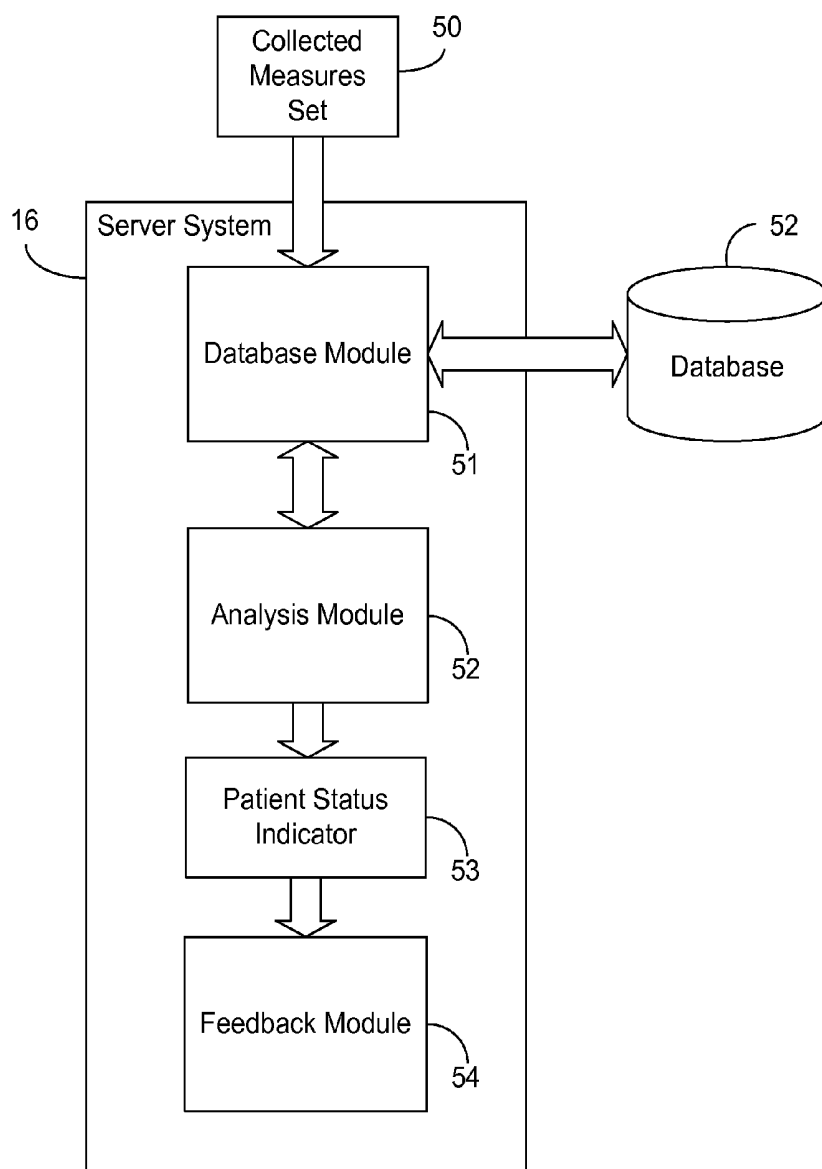 Collected
Measures
Set
50
16
Server System
52
Database Module
Database
51
Analysis Module
52
Patient Status
Indicator
53
Feedback Module
54